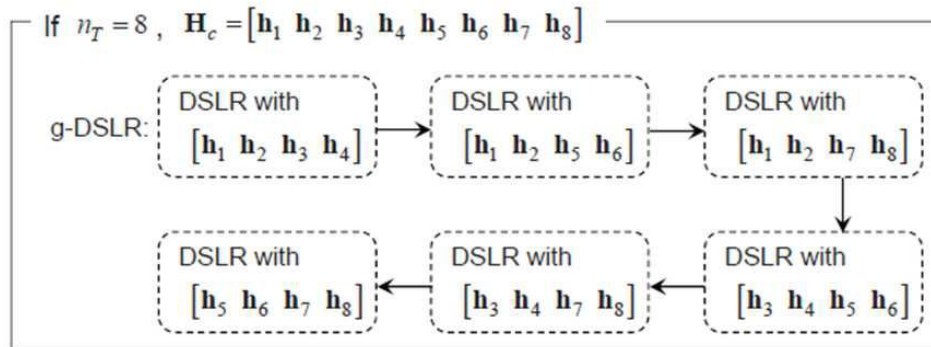 If n_T = 8 , H_c = [h_1 h_2 h_3 h_4 h_5 h_6 h_7 h_8]
g-DSLR:
DSLR with
[h_1 h_2 h_3 h_4]
DSLR with
[h_1 h_2 h_5 h_6]
DSLR with
[h_1 h_2 h_7 h_8]
DSLR with
[h_5 h_6 h_7 h_8]
DSLR with
[h_3 h_4 h_7 h_8]
DSLR with
[h_3 h_4 h_5 h_6]